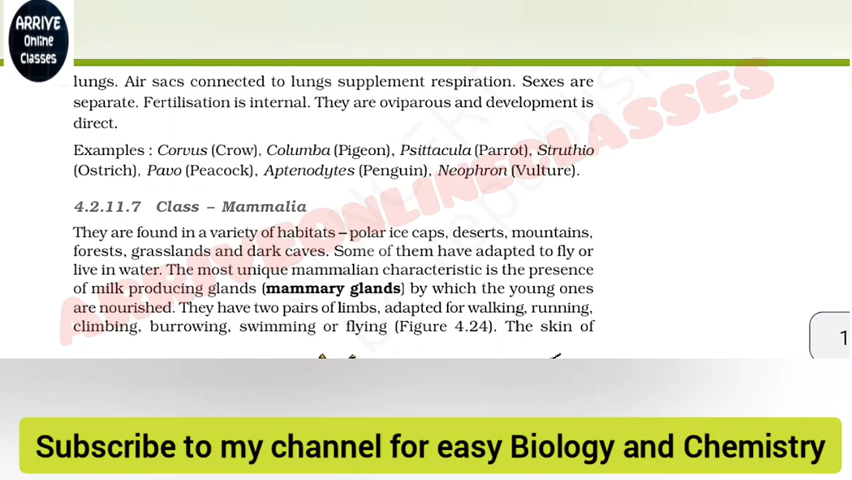 ARRIVE
Online
Classes
lungs. Air sacs connected to lungs supplement respiration. Sexes are
separate. Fertilisation is internal. They are oviparous and development is
direct.
Examples : Corvus (Crow), Columba (Pigeon), Psittacula (Parrot), Struthio
(Ostrich), Pavo (Peacock), Aptenodytes (Penguin), Neophron (Vulture).
4.2.11.7 Class – Mammalia
They are found in a variety of habitats – polar ice caps, deserts, mountains,
forests, grasslands and dark caves. Some of them have adapted to fly or
live in water. The most unique mammalian characteristic is the presence
of milk producing glands (mammary glands) by which the young ones
are nourished. They have two pairs of limbs, adapted for walking, running,
climbing, burrowing, swimming or flying (Figure 4.24). The skin of
ARRIVEONLINECLASSES
1
Subscribe to my channel for easy Biology and Chemistry